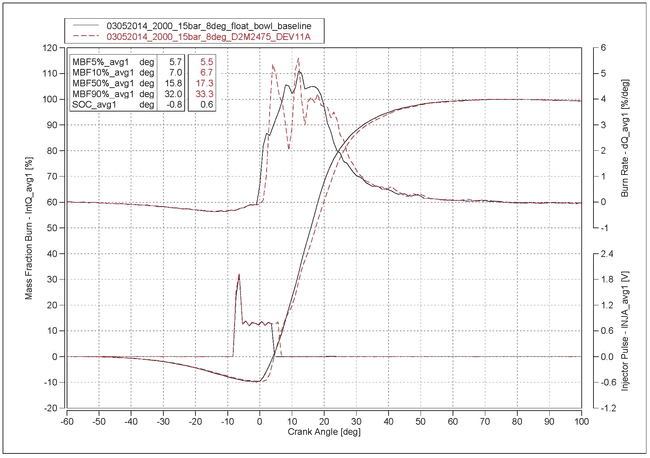 03052014_2000_15bar_8deg_float_bowl_baseline
03052014_2000_15bar_8deg_D2M2475_DEV11A
MBF5%_avg1 deg 5.7 5.5
MBF10%_avg1 deg 7.0 6.7
MBF50%_avg1 deg 15.8 17.3
MBF90%_avg1 deg 32.0 33.3
SOC_avg1 deg -0.8 0.6
Mass Fraction Burn - IntQ_avg1 [%]
120
110
100
90
80
70
60
50
40
30
20
10
0
-10
-20
6
5
4
3
2
1
0
-1
Burn Rate - dQ_avg1 [%/deg]
2.4
1.8
1.2
0.6
0.0
-0.6
-1.2
Injector Pulse - INJA_avg1 [V]
-60 -50 -40 -30 -20 -10 0 10 20 30 40 50 60 70 80 90 100
Crank Angle [deg]